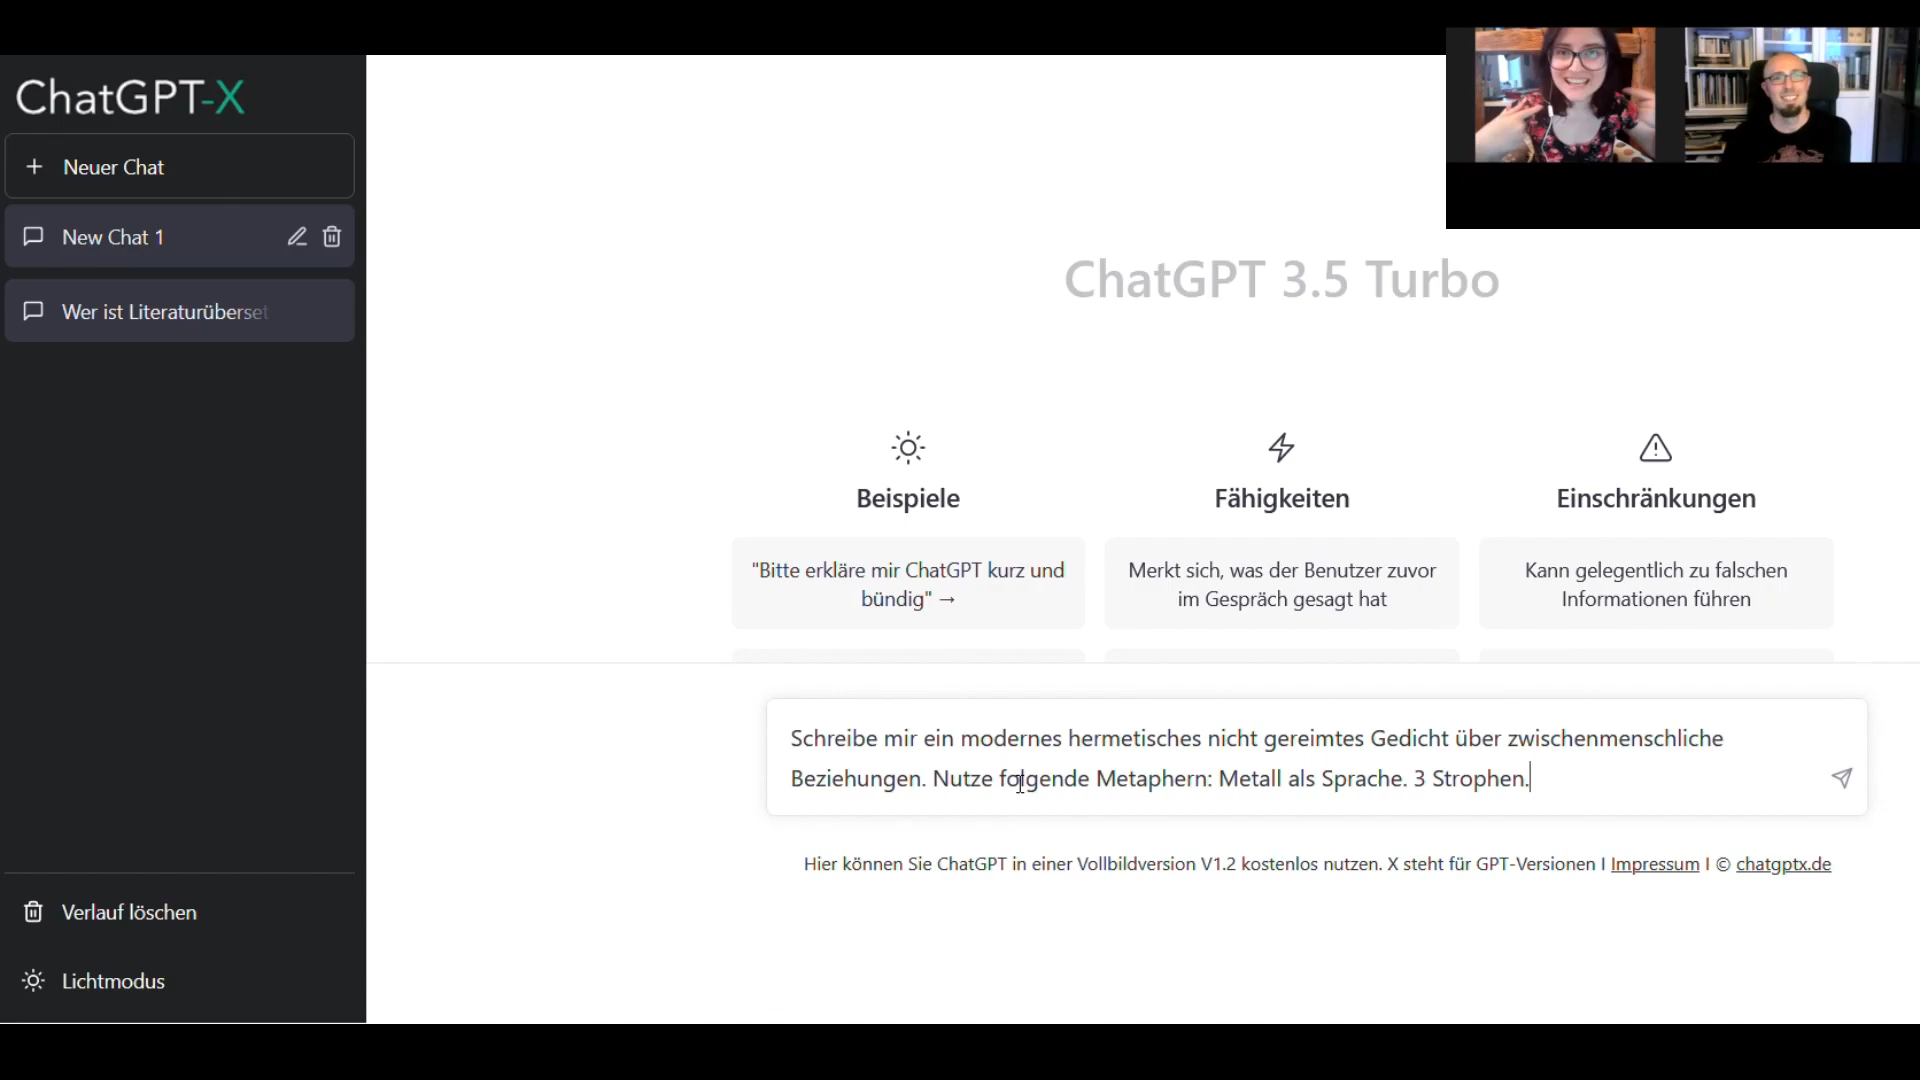 ChatGPT-X
Neuer Chat
New Chat 1
Wer ist Literaturüberset
Verlauf löschen
Lichtmodus
ChatGPT 3.5 Turbo
Beispiele
"Bitte erkläre mir ChatGPT kurz und
bündig" →
Fähigkeiten
Merkt sich, was der Benutzer zuvor
im Gespräch gesagt hat
Einschränkungen
Kann gelegentlich zu falschen
Informationen führen
Schreibe mir ein modernes hermetisches nicht gereimtes Gedicht über zwischenmenschliche
Beziehungen. Nutze folgende Metaphern: Metall als Sprache. 3 Strophen.
Hier können Sie ChatGPT in einer Vollbildversion V1.2 kostenlos nutzen. X steht für GPT-Versionen I Impressum I © chatgptx.de